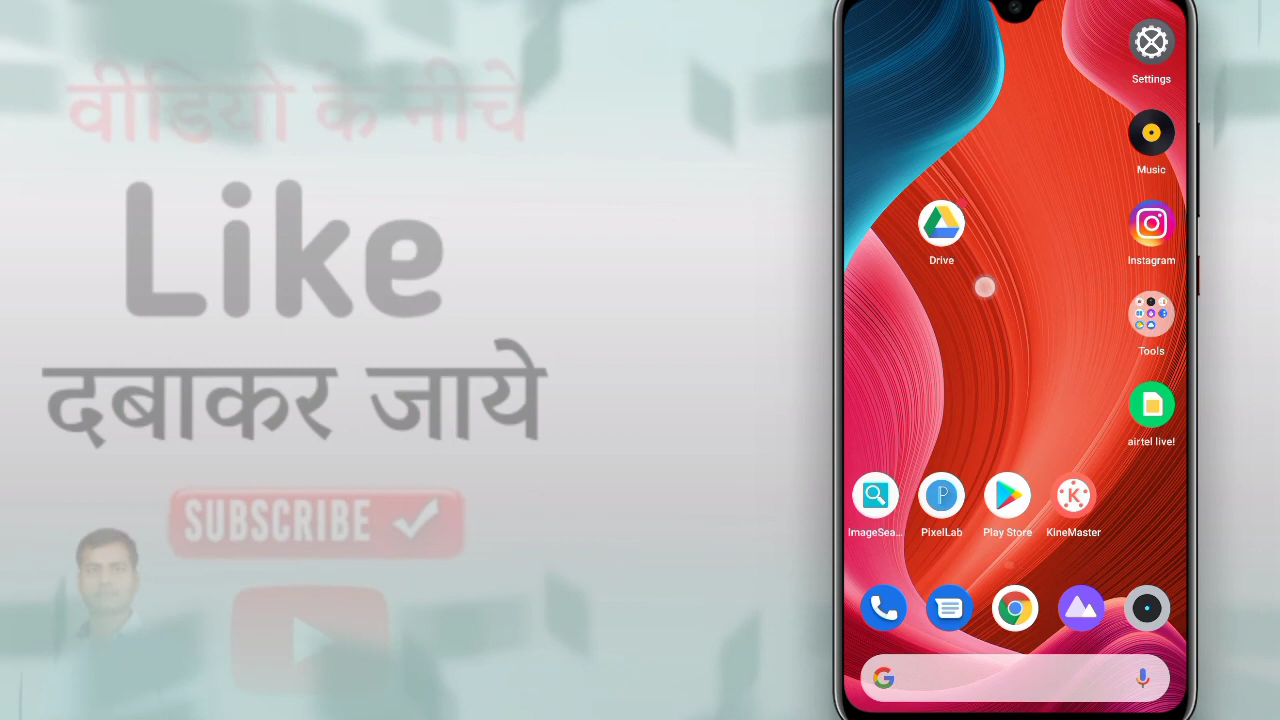 वीडियो के नीचे
Like
दबाकर जाये
SUBSCRIBE
Settings
Music
Drive
Instagram
Tools
airtel live!
ImageSea...
PixelLab
Play Store
KineMaster